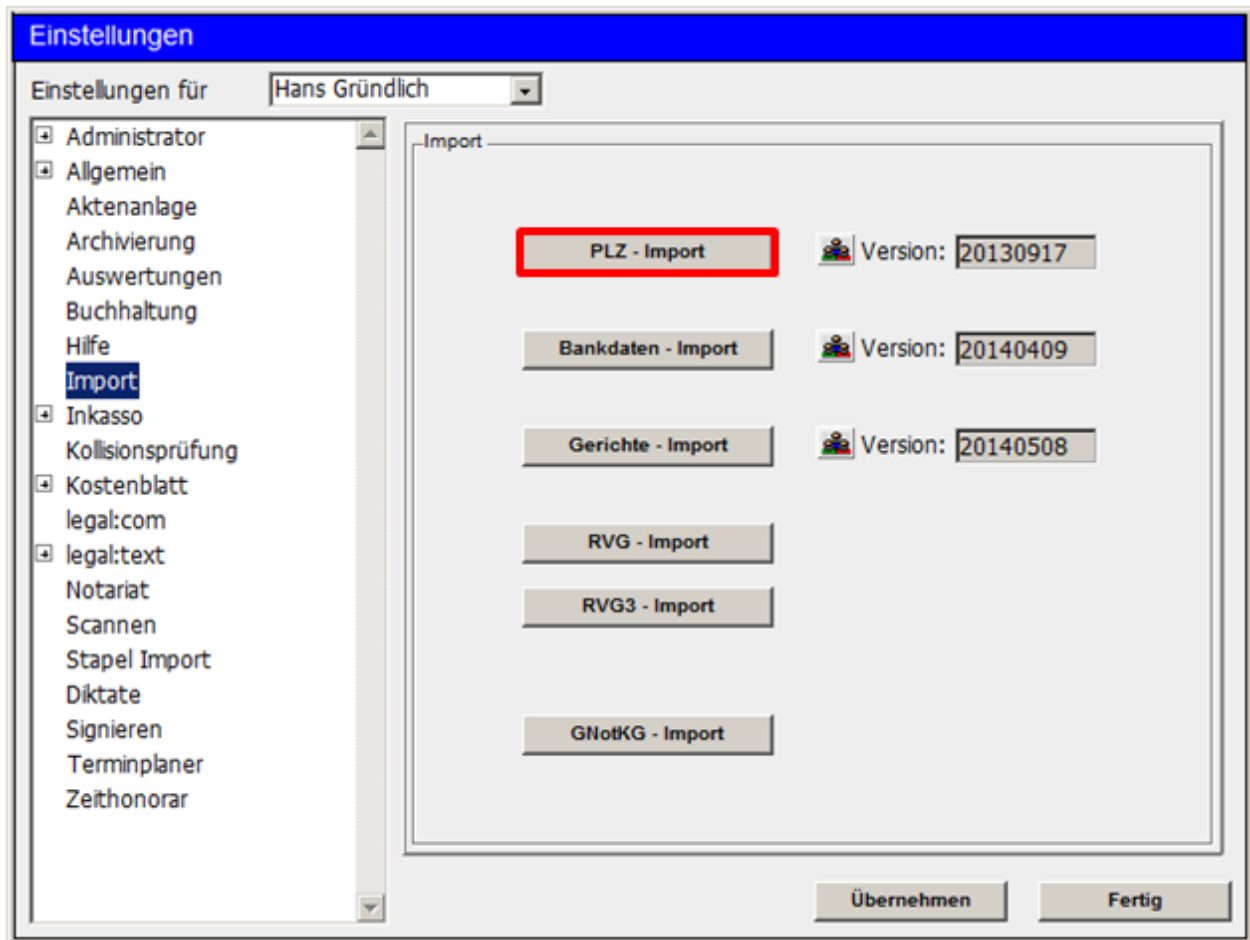 Einstellungen
Einstellungen für Hans Gründlich
Administrator
Allgemein
Aktenanlage
Archivierung
Auswertungen
Buchhaltung
Hilfe
Import
Inkasso
Kollisionsprüfung
Kostenblatt
legal:com
legal:text
Notariat
Scannen
Stapel Import
Diktate
Signieren
Terminplaner
Zeithonorar
Import
PLZ - Import Version: 20130917
Bankdaten - Import Version: 20140409
Gerichte - Import Version: 20140508
RVG - Import
RVG3 - Import
GNotKG - Import
Übernehmen Fertig